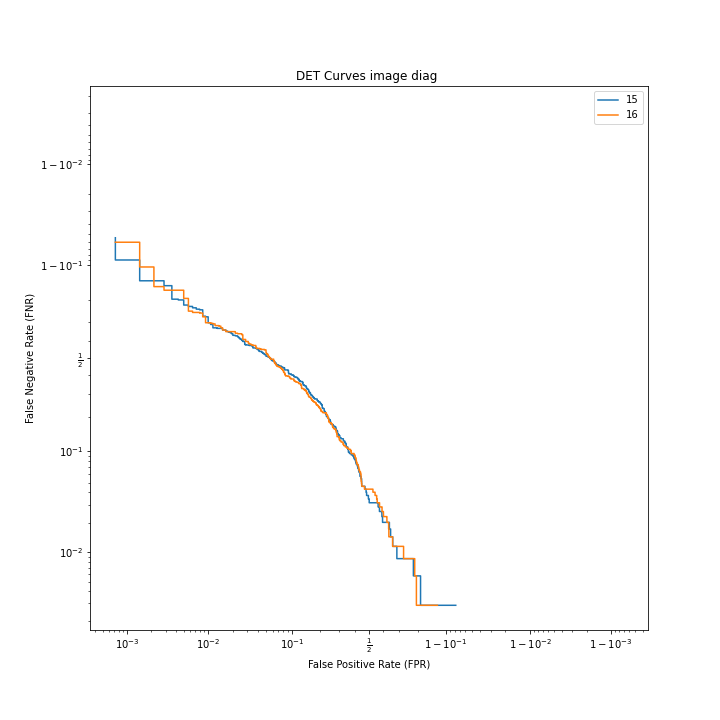 DET Curves image diag
15
16
False Negative Rate (FNR)
1 − 10⁻²
1 − 10⁻¹
1/2
10⁻¹
10⁻²
10⁻³
10⁻²
10⁻¹
1/2
1 − 10⁻¹
1 − 10⁻²
1 − 10⁻³
False Positive Rate (FPR)